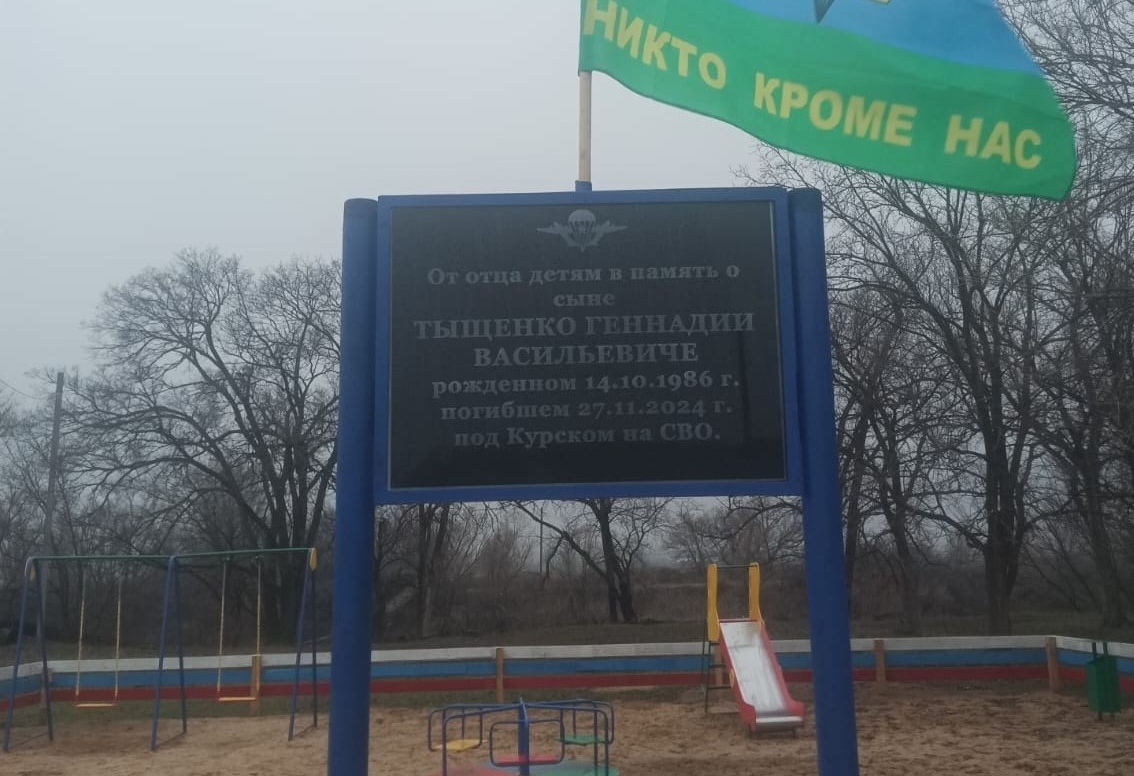 НИКТО КРОМЕ НАС
От отца детям в память о
сыне
ТЫЩЕНКО ГЕННАДИИ
ВАСИЛЬЕВИЧЕ
рожденном 14.10.1986 г.
погибшем 27.11.2024 г.
под Курском на СВО.